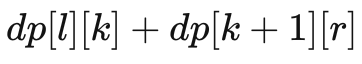 dp[l][k] + dp[k + 1][r]